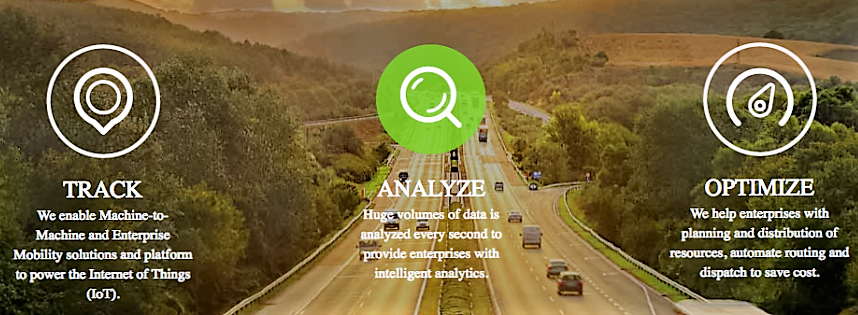 TRACK
We enable Machine-to-
Machine and Enterprise
Mobility solutions and platform
to power the Internet of Things
(IoT).
ANALYZE
Huge volumes of data is
analyzed every second to
provide enterprises with
intelligent analytics.
OPTIMIZE
We help enterprises with
planning and distribution of
resources, automate routing and
dispatch to save cost.